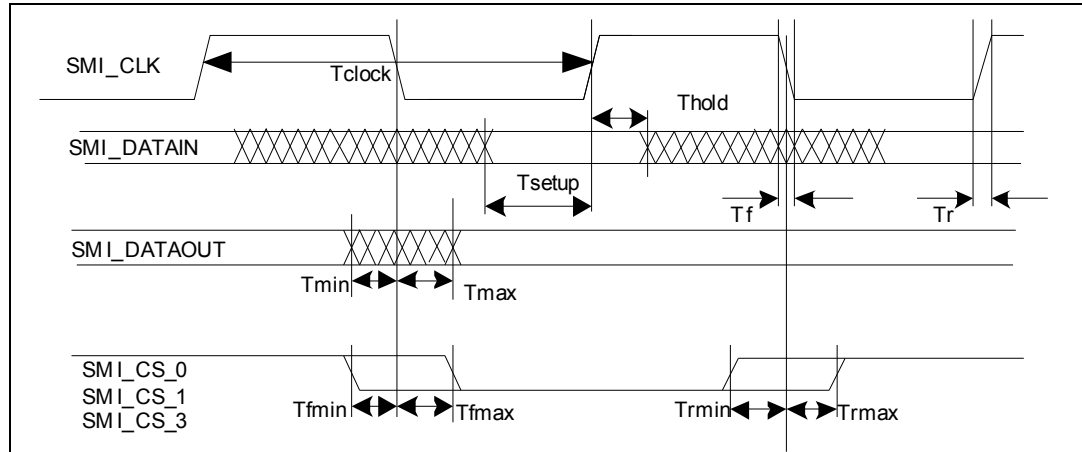 SMI_CLK
Tclock
Thold
SMI_DATAIN
Tsetup
Tf
Tr
SMI_DATAOUT
Tmin
Tmax
SMI_CS_0
SMI_CS_1
SMI_CS_3
Tfmin
Tfmax
Trmin
Trmax